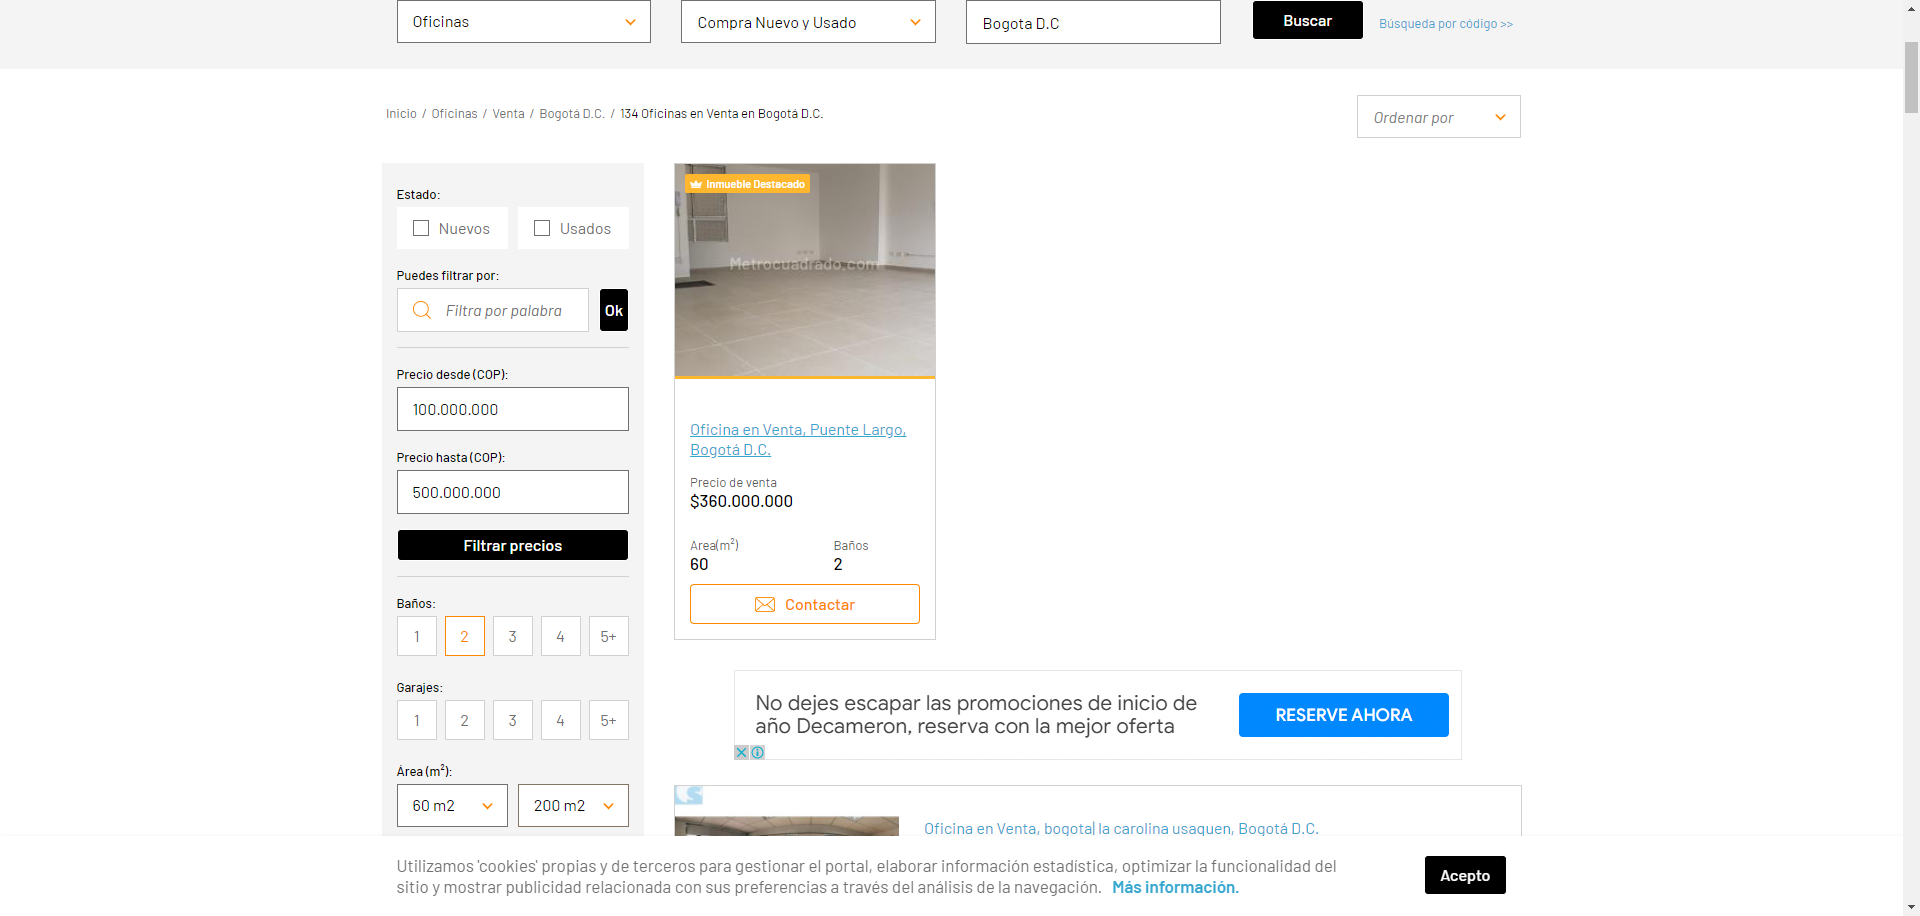 Oficinas
Compra Nuevo y Usado
Bogota D.C
Buscar
Búsqueda por código >>
Inicio / Oficinas / Venta / Bogotá D.C. / 134 Oficinas en Venta en Bogotá D.C.
Ordenar por
Estado:
Nuevos
Usados
Puedes filtrar por:
Filtra por palabra
Ok
Precio desde (COP):
100.000.000
Precio hasta (COP):
500.000.000
Filtrar precios
Baños:
1
2
3
4
5+
Garajes:
1
2
3
4
5+
Área (m²):
60 m2
200 m2
Inmueble Destacado
Metrocuadrado.com
Oficina en Venta, Puente Largo,
Bogotá D.C.
Precio de venta
$360.000.000
Area(m²)
Baños
60
2
Contactar
No dejes escapar las promociones de inicio de
año Decameron, reserva con la mejor oferta
RESERVE AHORA
Oficina en Venta, bogota| la carolina usaquen, Bogotá D.C.
Utilizamos 'cookies' propias y de terceros para gestionar el portal, elaborar información estadística, optimizar la funcionalidad del
sitio y mostrar publicidad relacionada con sus preferencias a través del análisis de la navegación. Más información.
Acepto